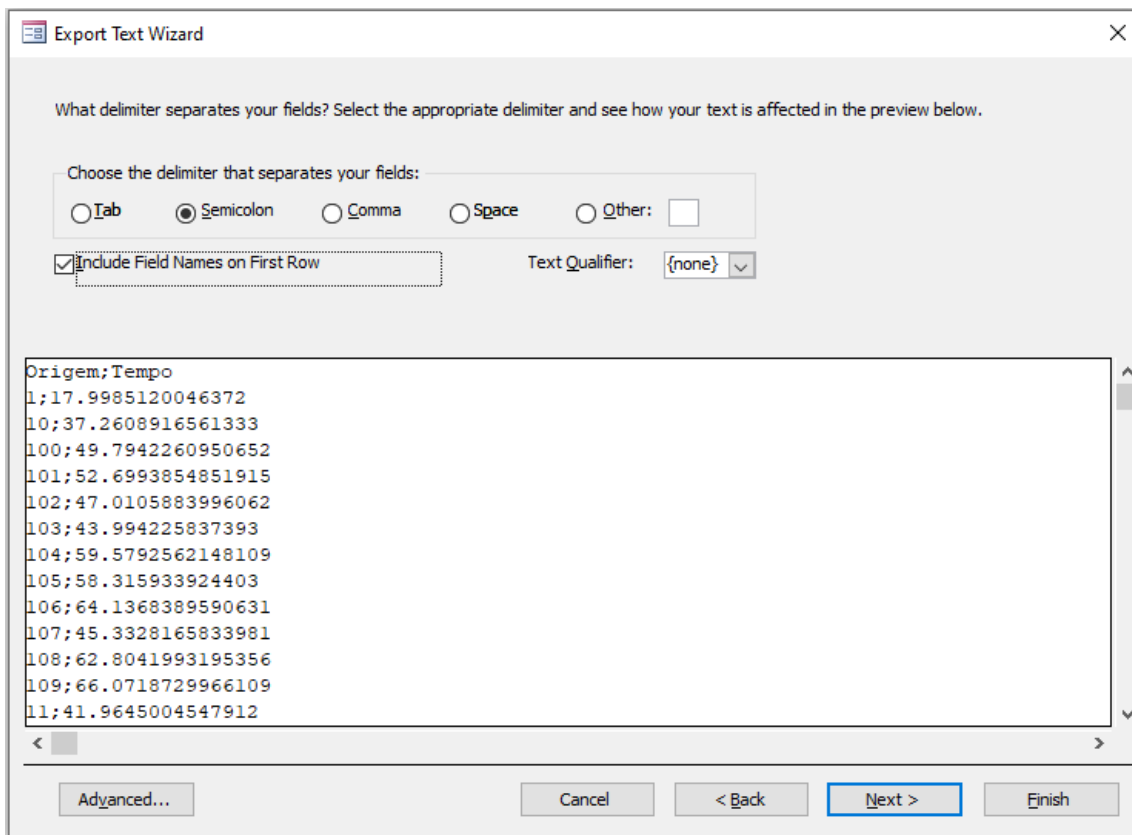 Export Text Wizard
What delimiter separates your fields? Select the appropriate delimiter and see how your text is affected in the preview below.
Choose the delimiter that separates your fields:
Tab Semicolon Comma Space Other:
Include Field Names on First Row Text Qualifier: {none}
Origem;Tempo
1;17.9985120046372
10;37.2608916561333
100;49.7942260950652
101;52.6993854851915
102;47.0105883996062
103;43.994225837393
104;59.5792562148109
105;58.315933924403
106;64.1368389590631
107;45.3328165833981
108;62.8041993195356
109;66.0718729966109
11;41.9645004547912
Advanced... Cancel < Back Next > Finish